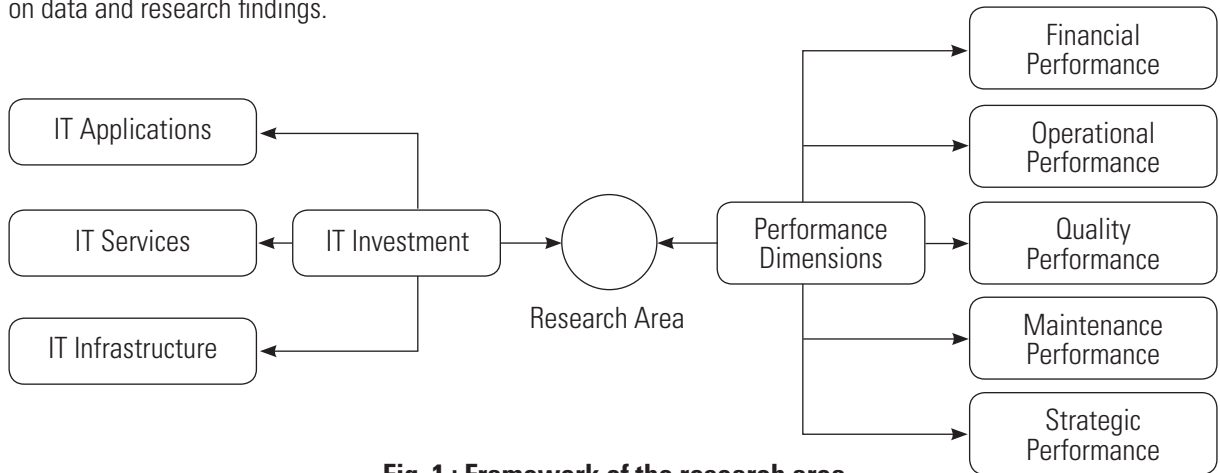 on data and research findings.
Financial
Performance
IT Applications
Operational
Performance
IT Services
IT Investment
Performance
Dimensions
Quality
Performance
Research Area
IT Infrastructure
Maintenance
Performance
Strategic
Performance
Fig. 1 : Framework of the research area